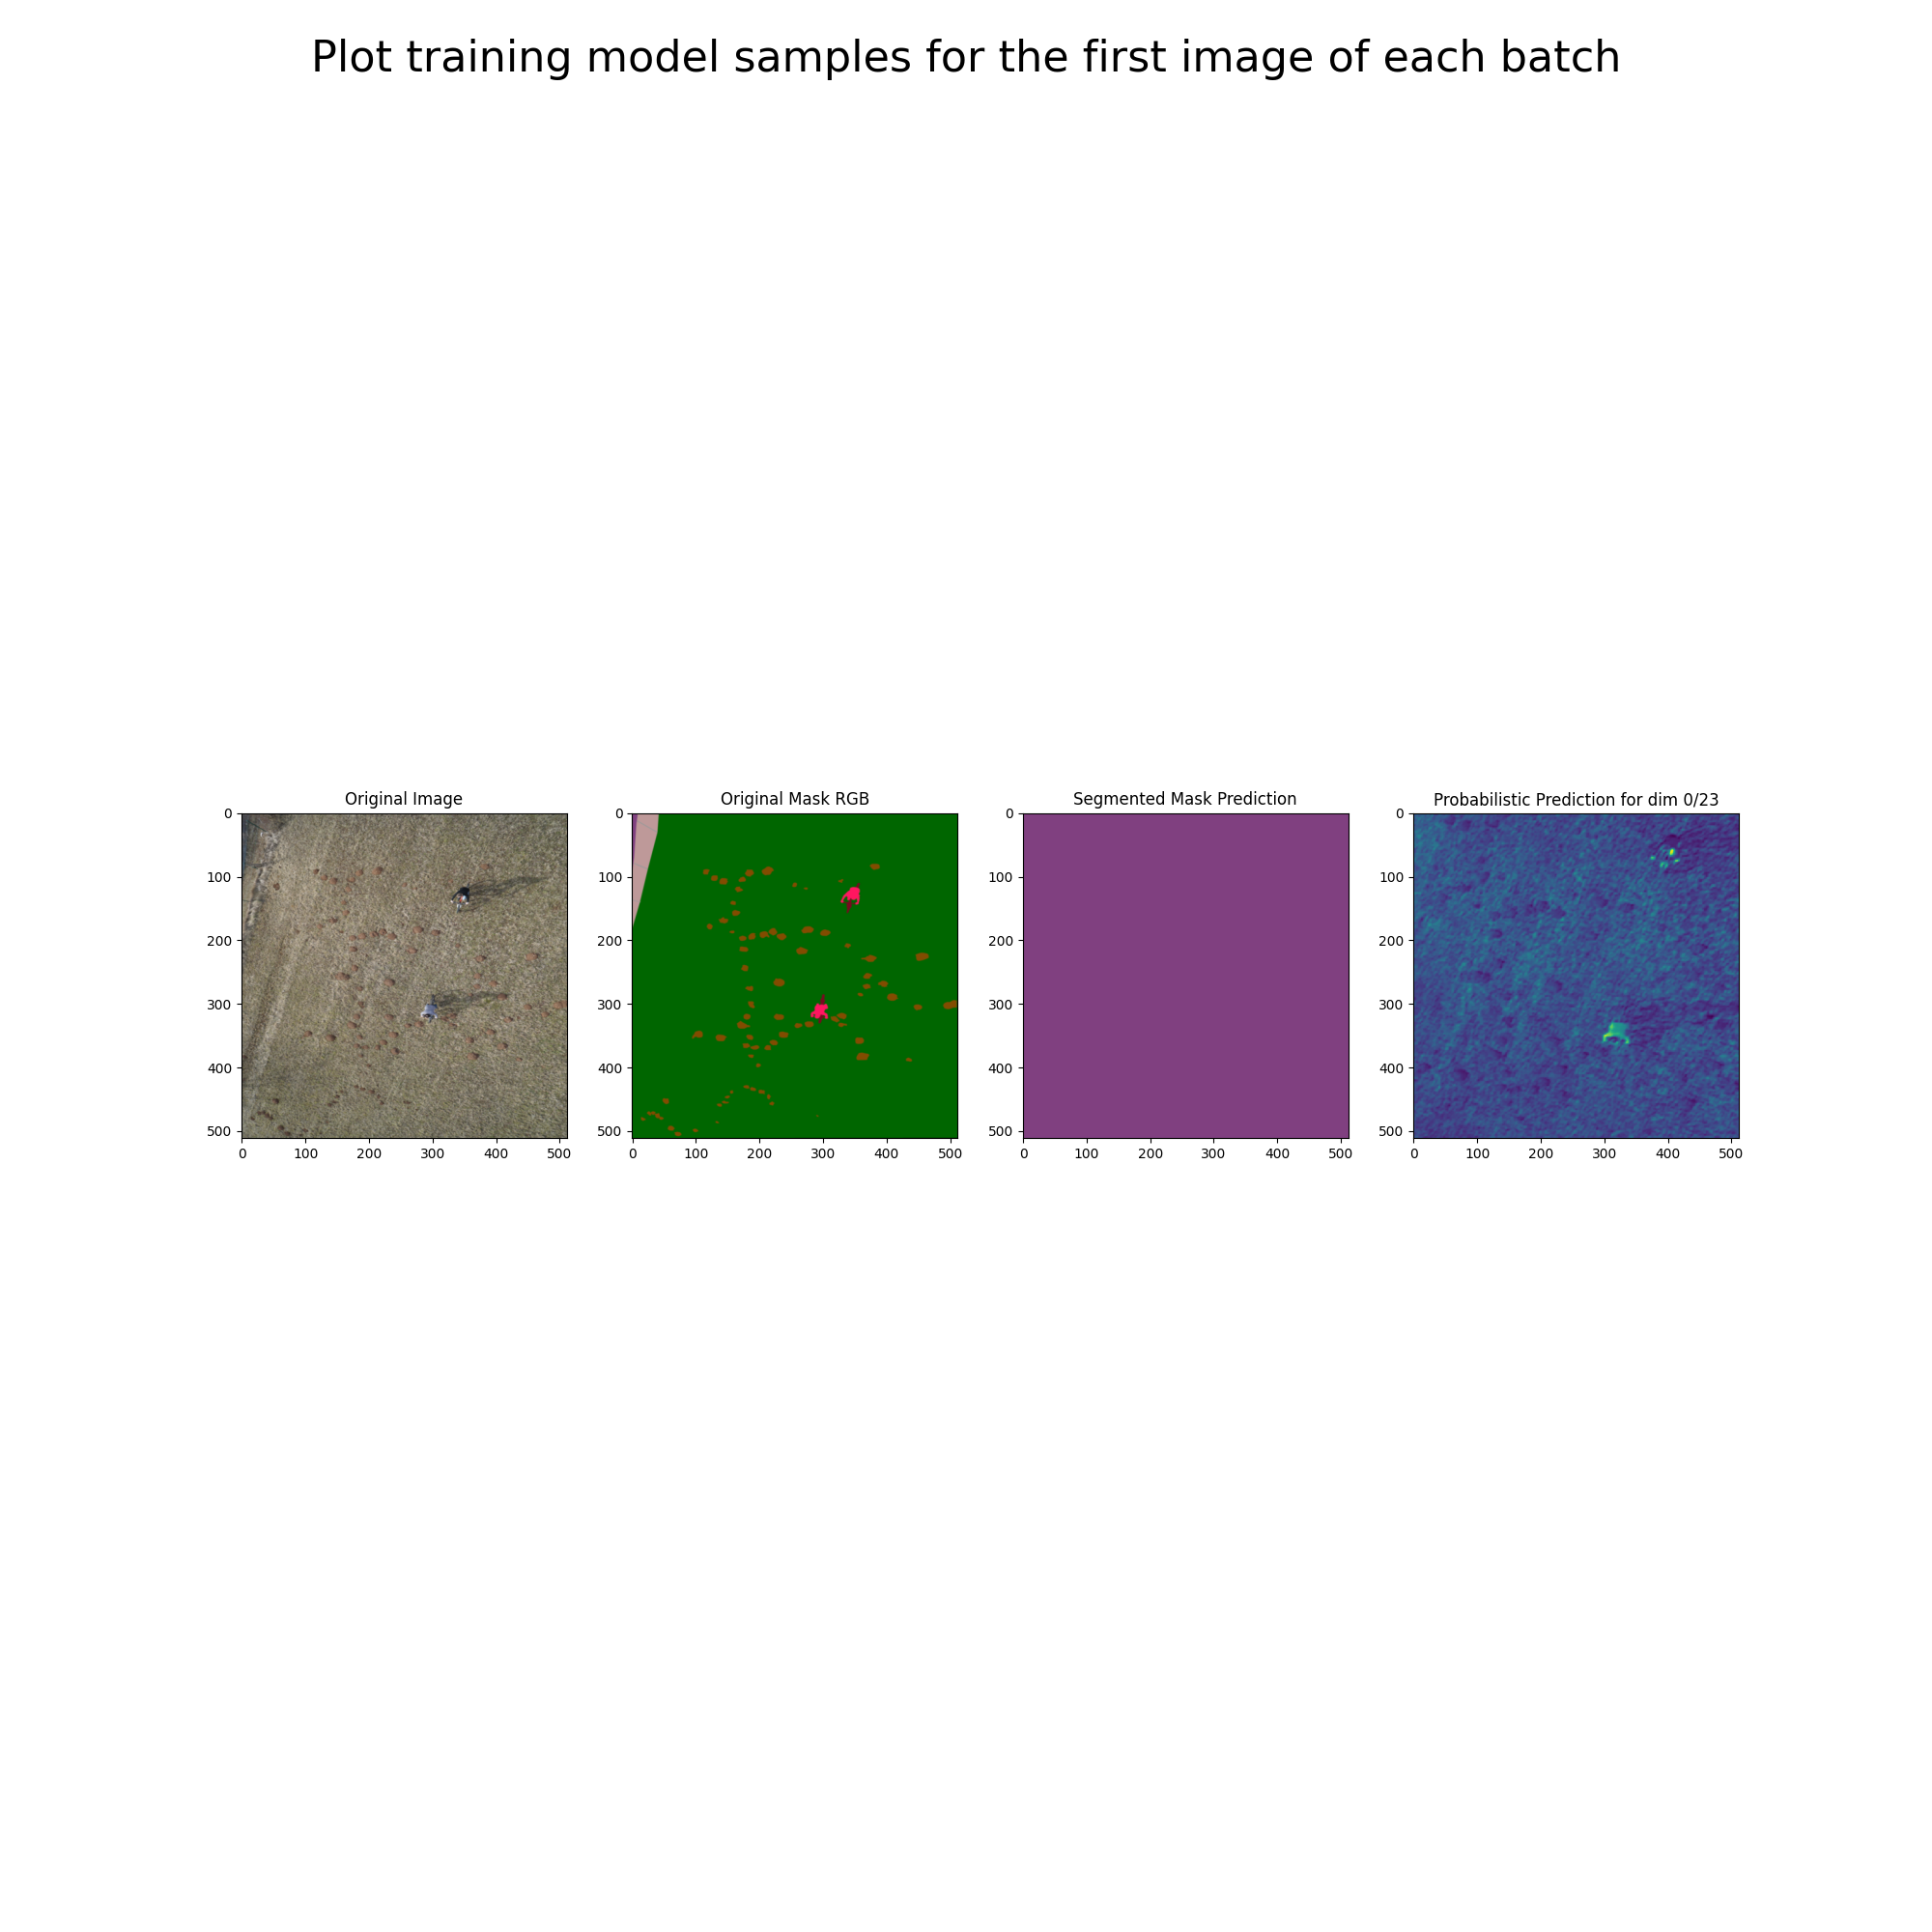 Plot training model samples for the first image of each batch
Original Image
Original Mask RGB
Segmented Mask Prediction
Probabilistic Prediction for dim 0/23
0
100
200
300
400
500
0 100 200 300 400 500
0
100
200
300
400
500
0 100 200 300 400 500
0
100
200
300
400
500
0 100 200 300 400 500
0
100
200
300
400
500
0 100 200 300 400 500